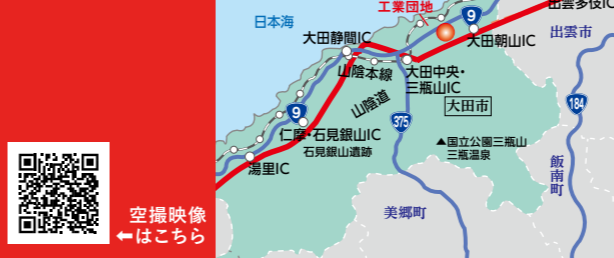 工業団地
出雲多伎IC
日本海
9
大田静間IC
大田朝山IC
出雲市
山陰本線
大田中央・
三瓶山IC
山陰道
大田市
184
9
375
仁摩・石見銀山IC
石見銀山遺跡
▲国立公園三瓶山
三瓶温泉
湯里IC
飯南町
美郷町
空撮映像
←はこちら